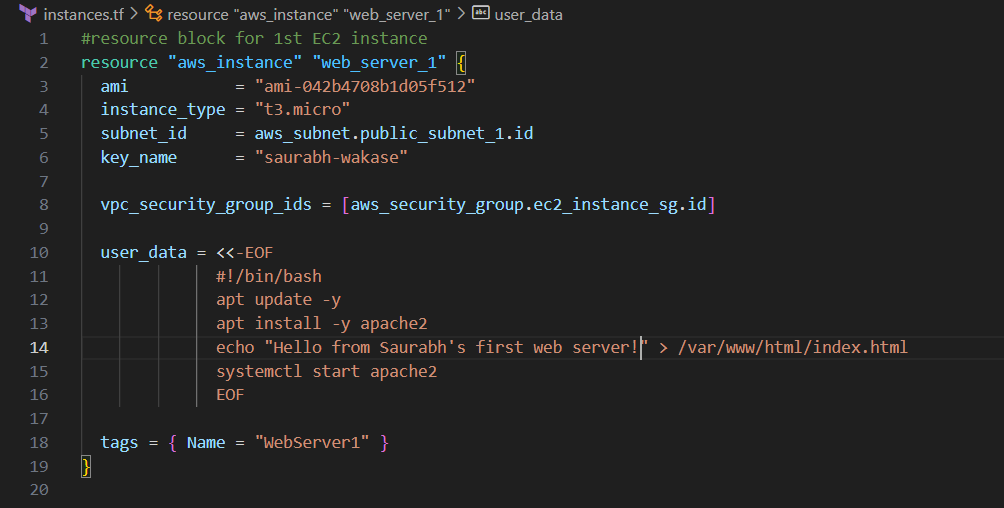 instances.tf > resource "aws_instance" "web_server_1" > abc user_data
1 #resource block for 1st EC2 instance
2 resource "aws_instance" "web_server_1" {
3 ami = "ami-042b4708b1d05f512"
4 instance_type = "t3.micro"
5 subnet_id = aws_subnet.public_subnet_1.id
6 key_name = "saurabh-wakase"
7
8 vpc_security_group_ids = [aws_security_group.ec2_instance_sg.id]
9
10 user_data = <<-EOF
11 #!/bin/bash
12 apt update -y
13 apt install -y apache2
14 echo "Hello from Saurabh's first web server!" > /var/www/html/index.html
15 systemctl start apache2
16 EOF
17
18 tags = { Name = "WebServer1" }
19 }
20